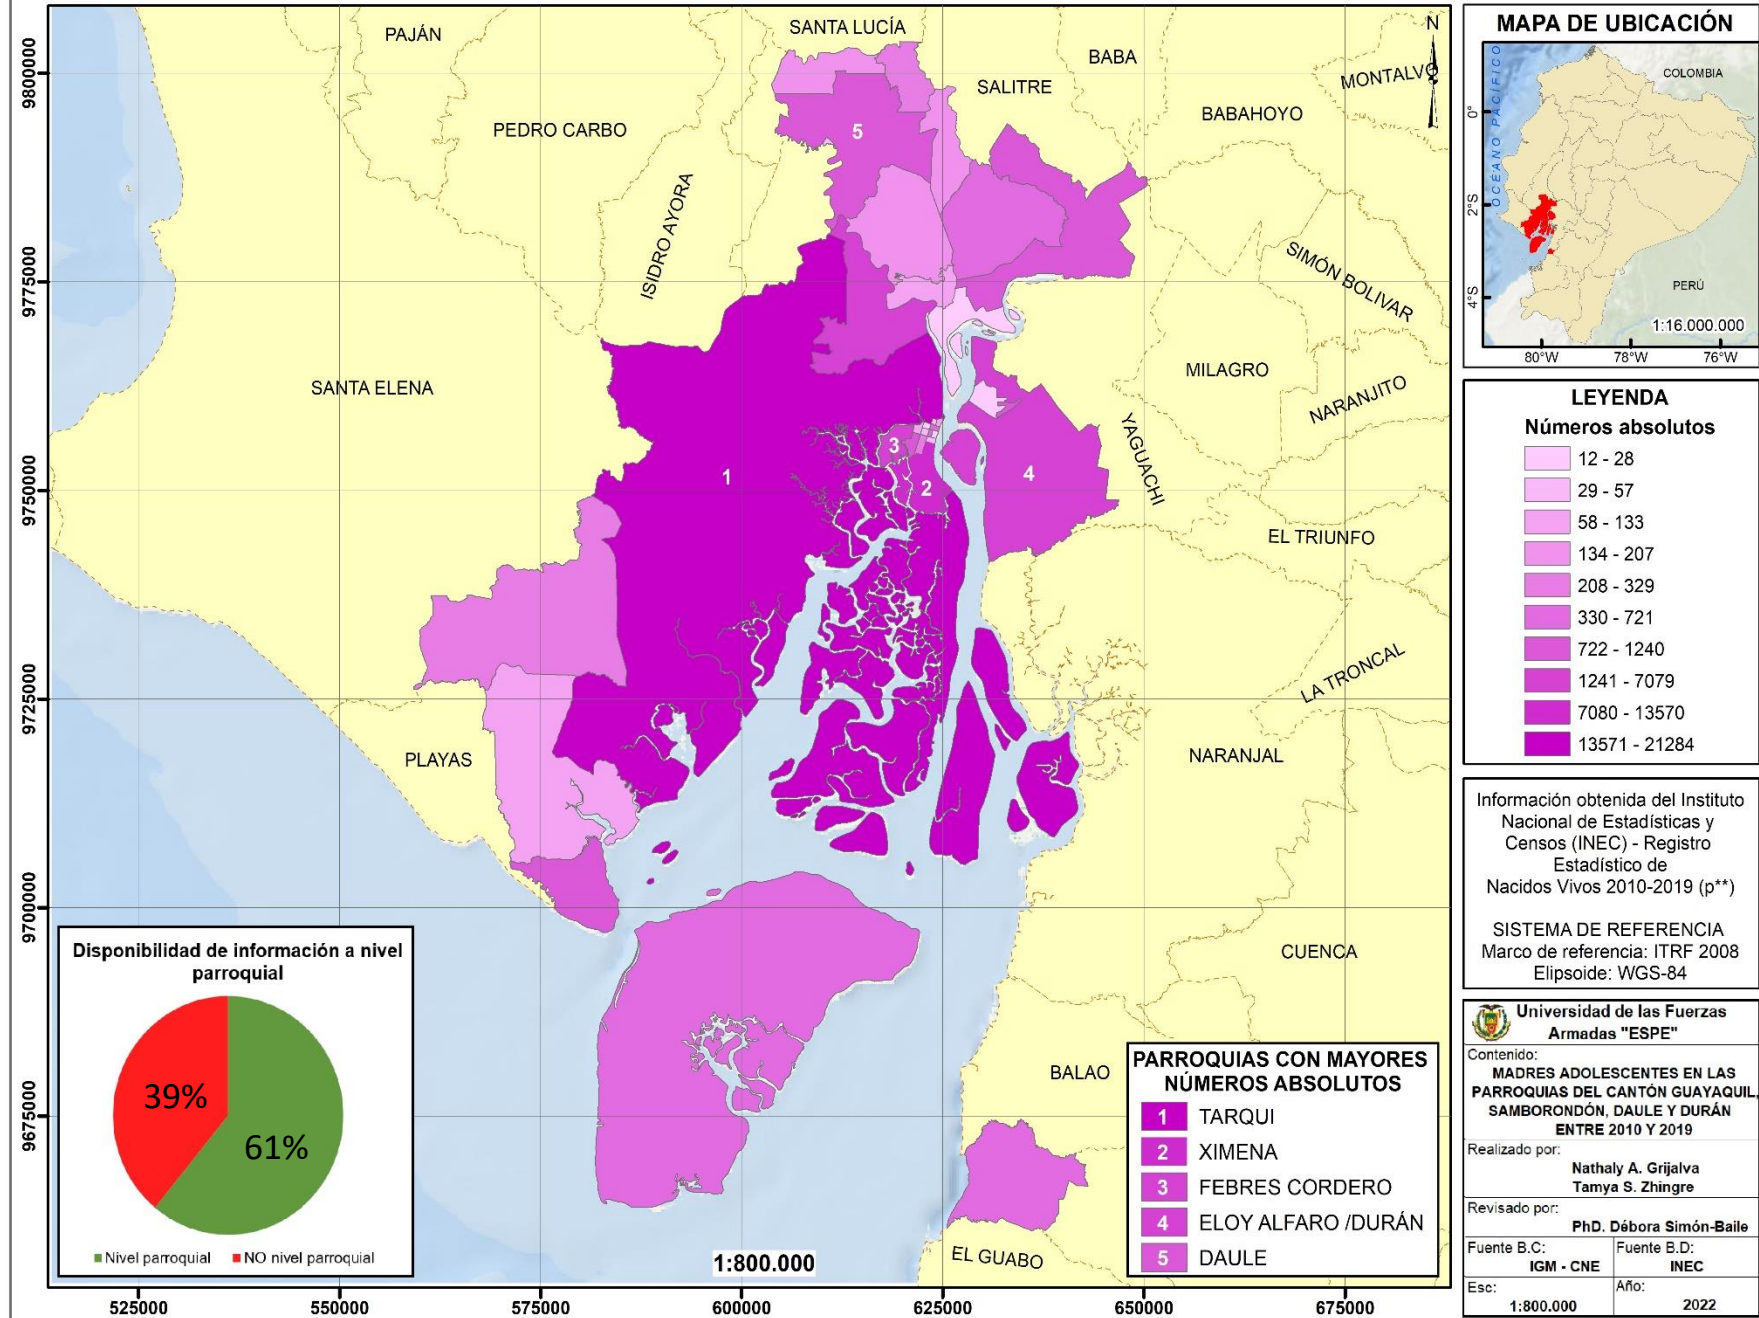 PAJÁN
SANTA LUCÍA
BABA
MONTALVO
SALITRE
BABAHOYO
PEDRO CARBO
ISIDRO AYORA
SIMÓN BOLIVAR
SANTA ELENA
MILAGRO
NARANJITO
YAGUACHI
EL TRIUNFO
LA TRONCAL
PLAYAS
NARANJAL
CUENCA
BALAO
EL GUABO
N
1
2
3
4
5
9800000
9775000
9750000
9725000
9700000
9675000
525000
550000
575000
600000
625000
650000
675000
1:800.000
Disponibilidad de información a nivel
parroquial
39%
61%
Nivel parroquial
NO nivel parroquial
PARROQUIAS CON MAYORES
NÚMEROS ABSOLUTOS
1 TARQUI
2 XIMENA
3 FEBRES CORDERO
4 ELOY ALFARO /DURÁN
5 DAULE
MAPA DE UBICACIÓN
OCÉANO PACÍFICO
COLOMBIA
PERÚ
1:16.000.000
0°
2°S
4°S
80°W
78°W
76°W
LEYENDA
Números absolutos
12 - 28
29 - 57
58 - 133
134 - 207
208 - 329
330 - 721
722 - 1240
1241 - 7079
7080 - 13570
13571 - 21284
Información obtenida del Instituto
Nacional de Estadísticas y
Censos (INEC) - Registro
Estadístico de
Nacidos Vivos 2010-2019 (p**)
SISTEMA DE REFERENCIA
Marco de referencia: ITRF 2008
Elipsoide: WGS-84
Universidad de las Fuerzas
Armadas "ESPE"
Contenido:
MADRES ADOLESCENTES EN LAS
PARROQUIAS DEL CANTÓN GUAYAQUIL,
SAMBORONDÓN, DAULE Y DURÁN
ENTRE 2010 Y 2019
Realizado por:
Nathaly A. Grijalva
Tamya S. Zhingre
Revisado por:
PhD. Débora Simón-Baile
Fuente B.C:
IGM - CNE
Fuente B.D:
INEC
Esc:
1:800.000
Año:
2022